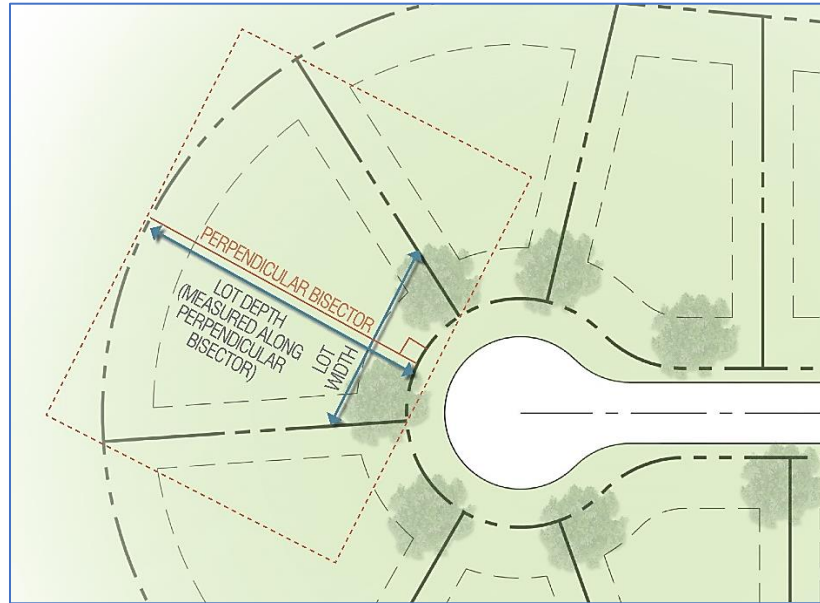 PERPENDICULAR BISECTOR
LOT DEPTH
(MEASURED ALONG
PERPENDICULAR
BISECTOR)
LOT
WIDTH